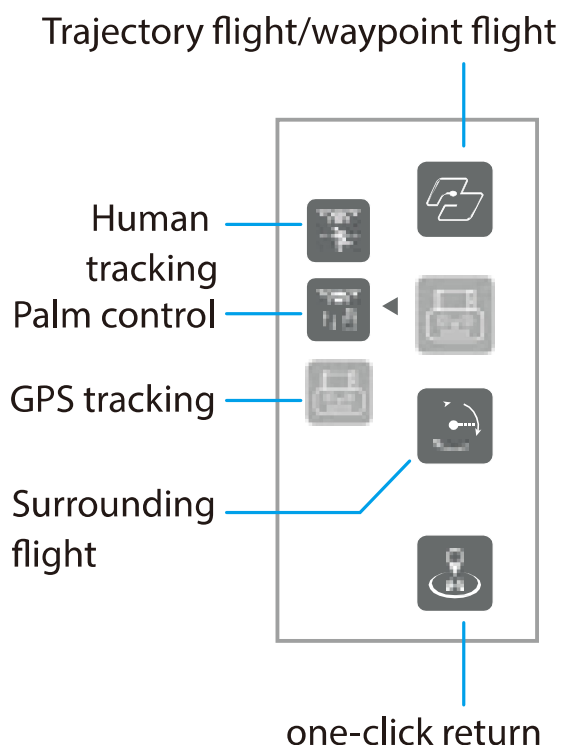 Trajectory flight/waypoint flight
Human
tracking
Palm control
GPS tracking
Surrounding
flight
one-click return